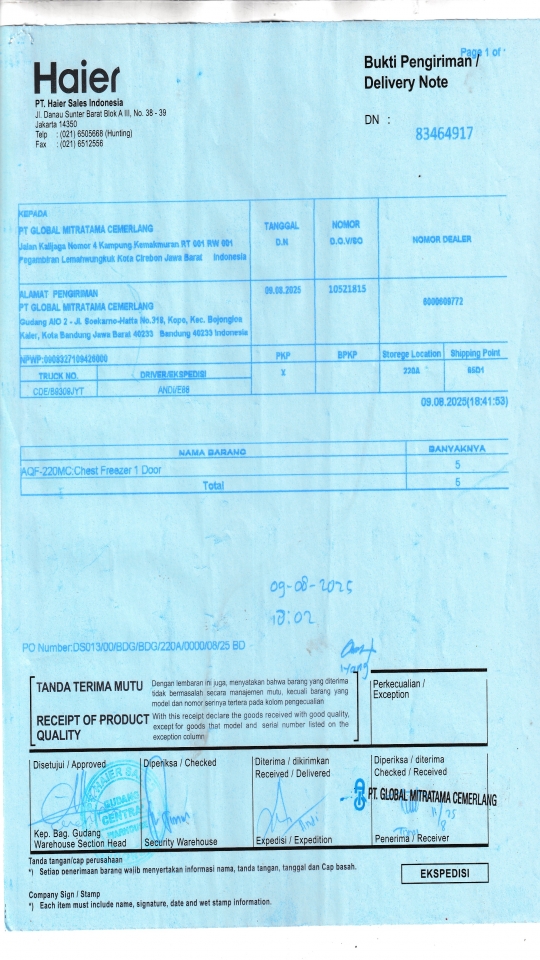 Page 1 of
Haier
Bukti Pengiriman /
Delivery Note
PT. Haier Sales Indonesia
Jl. Danau Sunter Barat Blok A III, No. 38 - 39
Jakarta 14350
Telp : (021) 6505668 (Hunting)
Fax : (021) 6512556
DN :
83464917
KEPADA
PT GLOBAL MITRATAMA CEMERLANG
Jalan Kalijaga Nomor 4 Kampung Kemakmuran RT 001 RW 001
Pegambiran Lemahwungkuk Kota Cirebon Jawa Barat Indonesia
TANGGAL
D.N
NOMOR
D.O./SO
NOMOR DEALER
ALAMAT PENGIRIMAN
PT GLOBAL MITRATAMA CEMERLANG
Gudang AIO 2 - Jl. Soekarno-Hatta No.318, Kopo, Kec. Bojongloa
Kaler, Kota Bandung Jawa Barat 40233 Bandung 40233 Indonesia
09.08.2025
10521815
6000609772
NPWP:0908327109426000
PKP
BPKP
Storege Location
Shipping Point
TRUCK NO.
DRIVER/EKSPEDISI
X
220A
65D1
ANDI/E88
09.08.2025(18:41:53)
NAMA BARANG
BANYAKNYA
AQF-220MC:Chest Freezer 1 Door
5
Total
5
09-08-2025
18:02
PO Number:DS013/00/BDG/BDG/220A/0000/08/25 BD
TANDA TERIMA MUTU
Dengan lembaran ini juga, menyatakan bahwa barang yang diterima
tidak bermasalah secara manajemen mutu, kecuali barang yang
model dan nomor serinya tertera pada kolom pengecualian
RECEIPT OF PRODUCT
QUALITY
With this receipt declare the goods received with good quality,
except for goods that model and serial number listed on the
exception column
Perkecualian /
Exception
Disetujui / Approved
Diperiksa / Checked
Diterima / dikirimkan
Received / Delivered
Diperiksa / diterima
Checked / Received
GUDANG
CENTRAL
PT. GLOBAL MITRATAMA CEMERLANG
Kep. Bag. Gudang
Warehouse Section Head
Security Warehouse
Expedisi / Expedition
Penerima / Receiver
Tanda tangan/cap perusahaan
*) Setiap penerimaan barang wajib menyertakan informasi nama, tanda tangan, tanggal dan Cap basah.
EKSPEDISI
Company Sign / Stamp
*) Each item must include name, signature, date and wet stamp information.